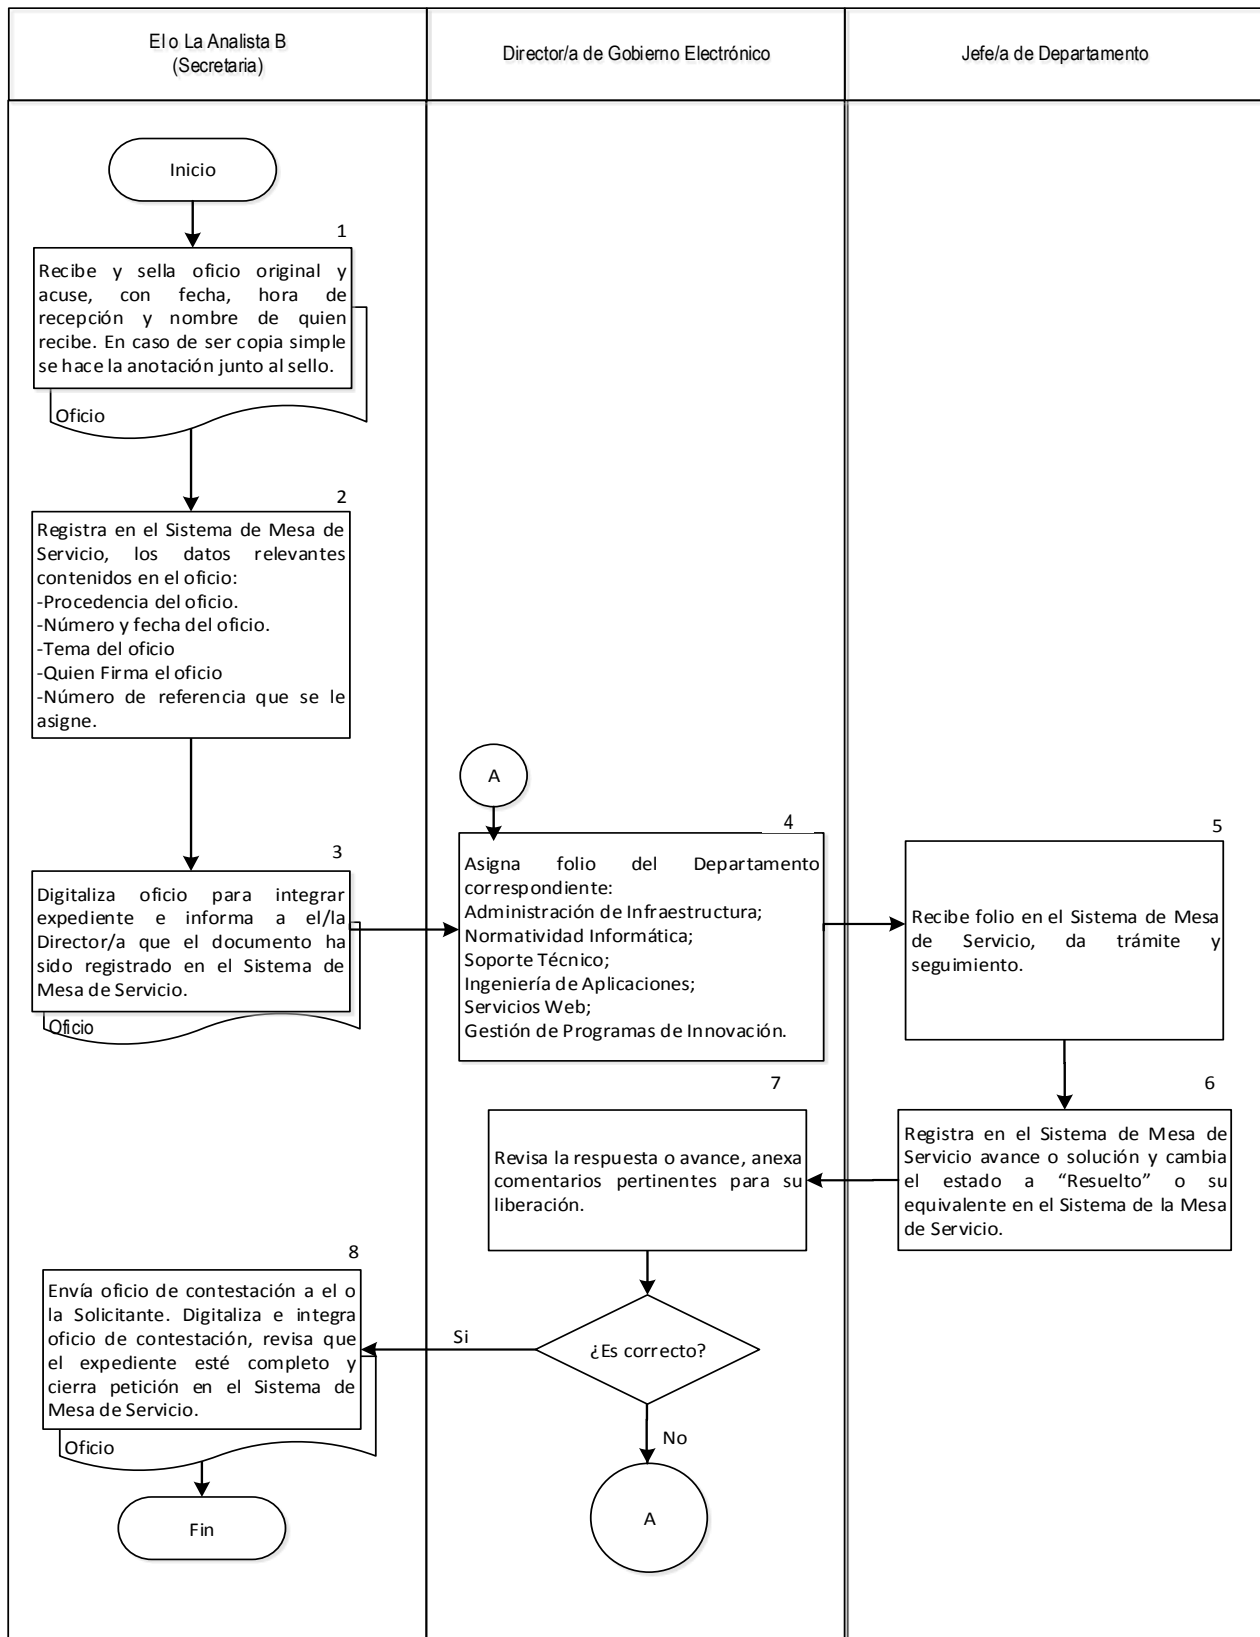 El o La Analista B
(Secretaria)
Director/a de Gobierno Electrónico
Jefe/a de Departamento
Inicio
1
Recibe y sella oficio original y
acuse, con fecha, hora de
recepción y nombre de quien
recibe. En caso de ser copia simple
se hace la anotación junto al sello.
Oficio
2
Registra en el Sistema de Mesa de
Servicio, los datos relevantes
contenidos en el oficio:
-Procedencia del oficio.
-Número y fecha del oficio.
-Tema del oficio
-Quien Firma el oficio
-Número de referencia que se le
asigne.
3
Digitaliza oficio para integrar
expediente e informa a el/la
Director/a que el documento ha
sido registrado en el Sistema de
Mesa de Servicio.
Oficio
A
4
Asigna folio del Departamento
correspondiente:
Administración de Infraestructura;
Normatividad Informática;
Soporte Técnico;
Ingeniería de Aplicaciones;
Servicios Web;
Gestión de Programas de Innovación.
5
Recibe folio en el Sistema de Mesa
de Servicio, da trámite y
seguimiento.
6
Registra en el Sistema de Mesa de
Servicio avance o solución y cambia
el estado a “Resuelto” o su
equivalente en el Sistema de la Mesa
de Servicio.
7
Revisa la respuesta o avance, anexa
comentarios pertinentes para su
liberación.
¿Es correcto?
Si
No
A
8
Envía oficio de contestación a el o
la Solicitante. Digitaliza e integra
oficio de contestación, revisa que
el expediente esté completo y
cierra petición en el Sistema de
Mesa de Servicio.
Oficio
Fin